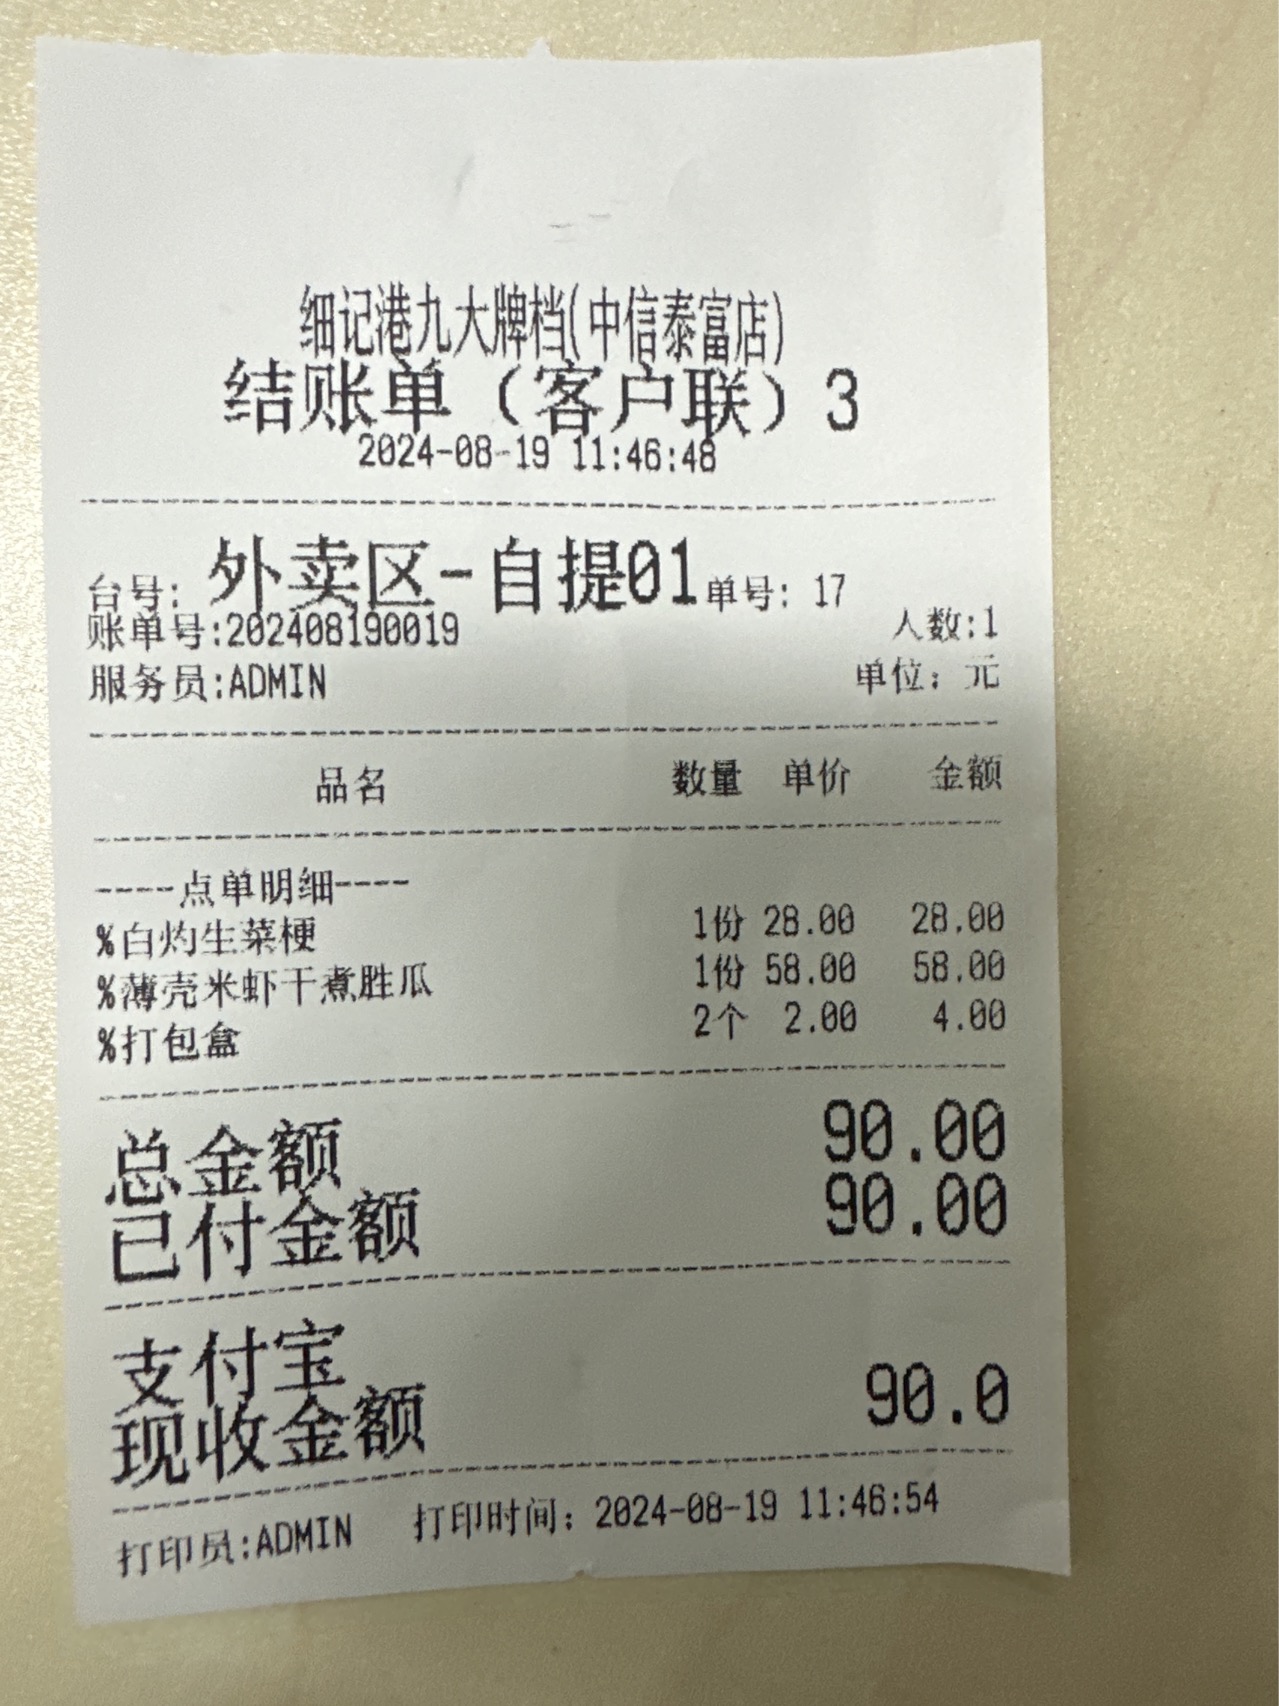 细记港九大牌档(中信泰富店)
结账单（客户联）3
2024-08-19 11:46:48
台号: 外卖区-自提01 单号: 17
账单号:202408190019 人数:1
服务员:ADMIN 单位: 元
品名 数量 单价 金额
----点单明细----
%白灼生菜梗 1份 28.00 28.00
%薄壳米虾干煮胜瓜 1份 58.00 58.00
%打包盒 2个 2.00 4.00
总金额 90.00
已付金额 90.00
支付宝
现收金额 90.0
打印员:ADMIN 打印时间: 2024-08-19 11:46:54